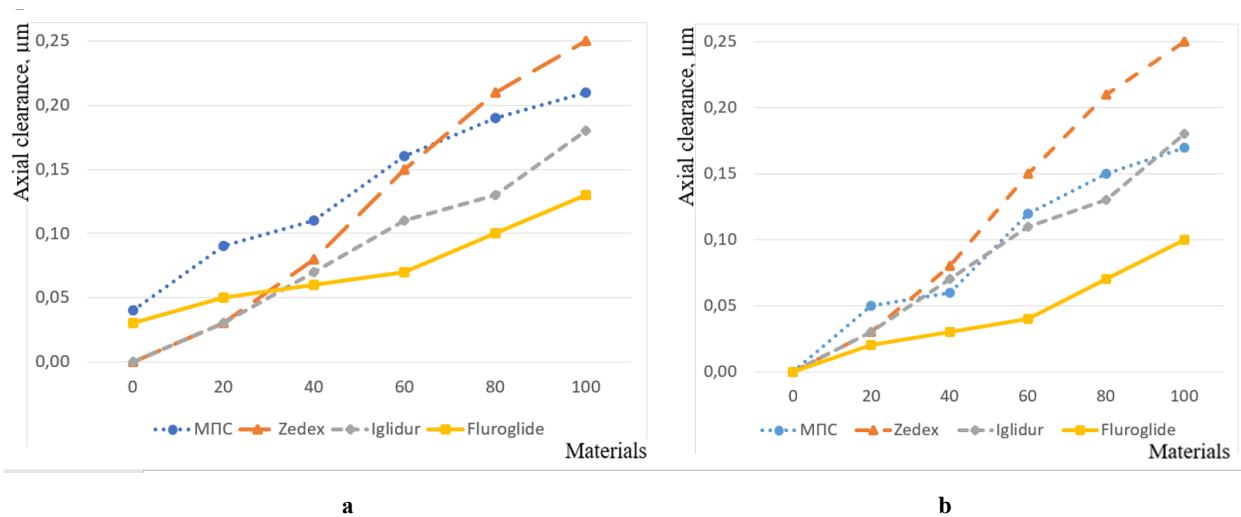 Axial clearance, µm
0,25
0,20
0,15
0,10
0,05
0,00
0 20 40 60 80 100
МПС Zedex Iglidur Fluroglide
Materials
a
Axial clearance, µm
0,25
0,20
0,15
0,10
0,05
0,00
0 20 40 60 80 100
МПС Zedex Iglidur Fluroglide
Materials
b